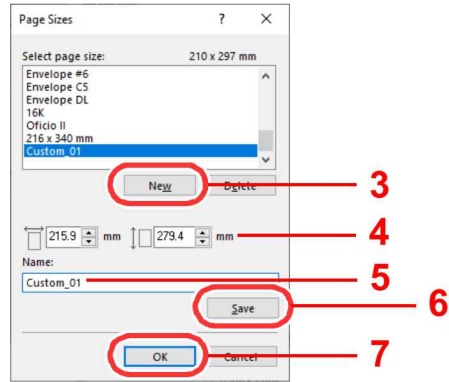 Page Sizes ? ×
Select page size: 210 x 297 mm
Envelope #6
Envelope C5
Envelope DL
16K
Oficio II
216 x 340 mm
Custom_01
New Delete 3
215.9 mm 279.4 mm 4
Name:
Custom_01 5
Save 6
OK Cancel 7